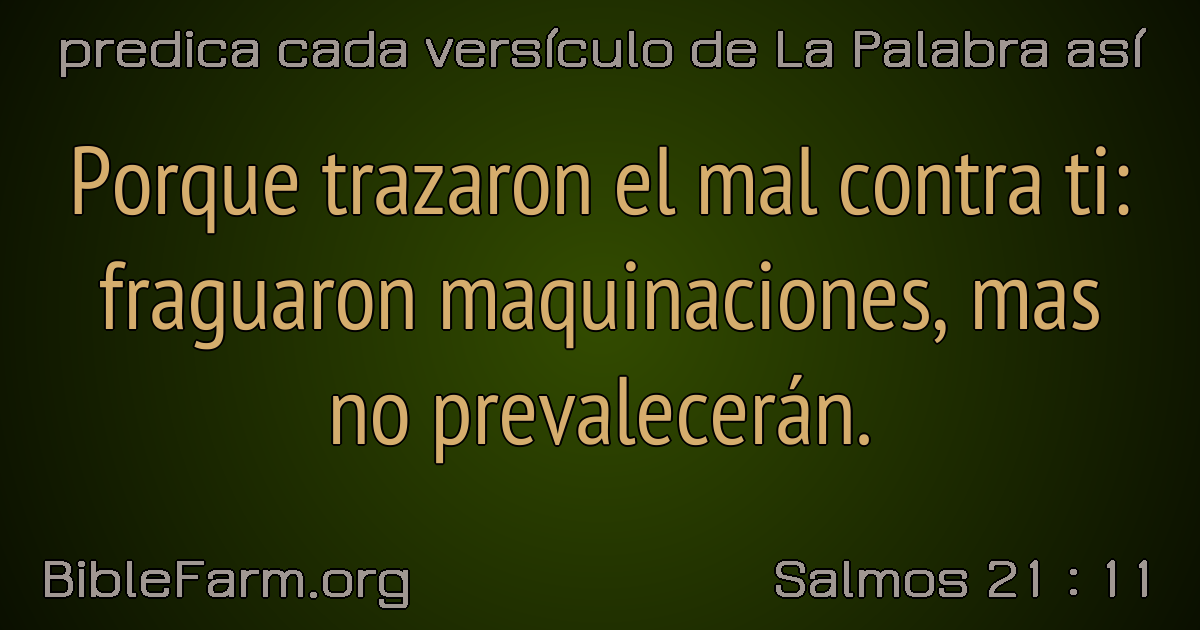 predica cada versículo de La Palabra así
Porque trazaron el mal contra ti:
fraguaron maquinaciones, mas
no prevalecerán.
BibleFarm.org
Salmos 21 : 11